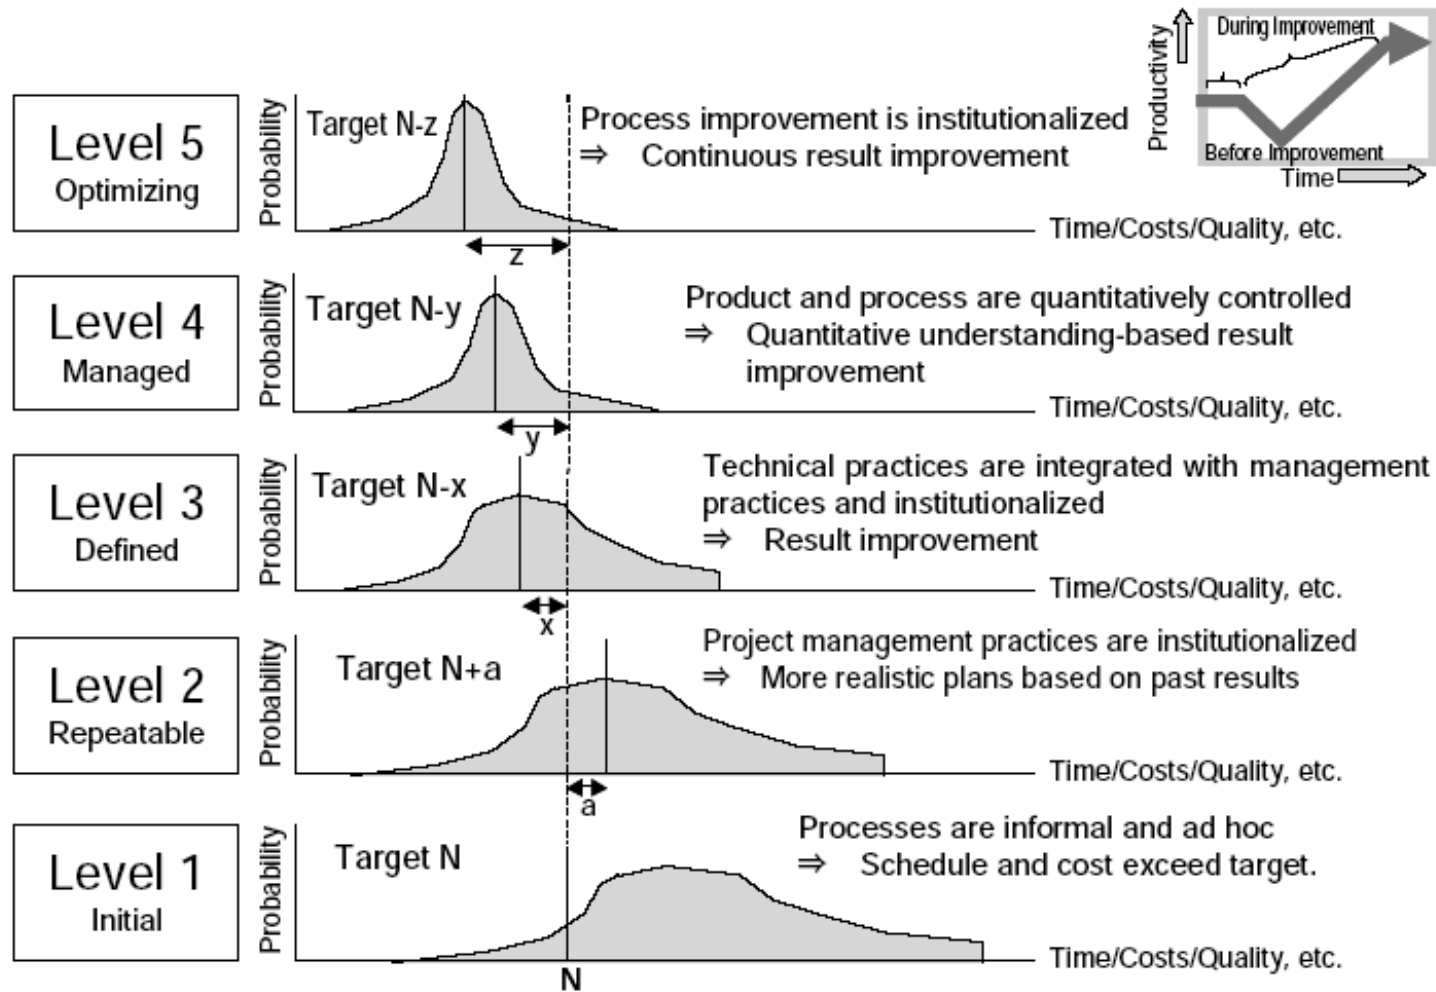 During Improvement
Productivity
Before Improvement
Time
Level 5
Optimizing
Probability
Target N-z
Process improvement is institutionalized
⇒ Continuous result improvement
Time/Costs/Quality, etc.
z
Level 4
Managed
Probability
Target N-y
Product and process are quantitatively controlled
⇒ Quantitative understanding-based result
improvement
Time/Costs/Quality, etc.
y
Level 3
Defined
Probability
Target N-x
Technical practices are integrated with management
practices and institutionalized
⇒ Result improvement
Time/Costs/Quality, etc.
x
Level 2
Repeatable
Probability
Target N+a
Project management practices are institutionalized
⇒ More realistic plans based on past results
Time/Costs/Quality, etc.
a
Level 1
Initial
Probability
Target N
Processes are informal and ad hoc
⇒ Schedule and cost exceed target.
Time/Costs/Quality, etc.
N